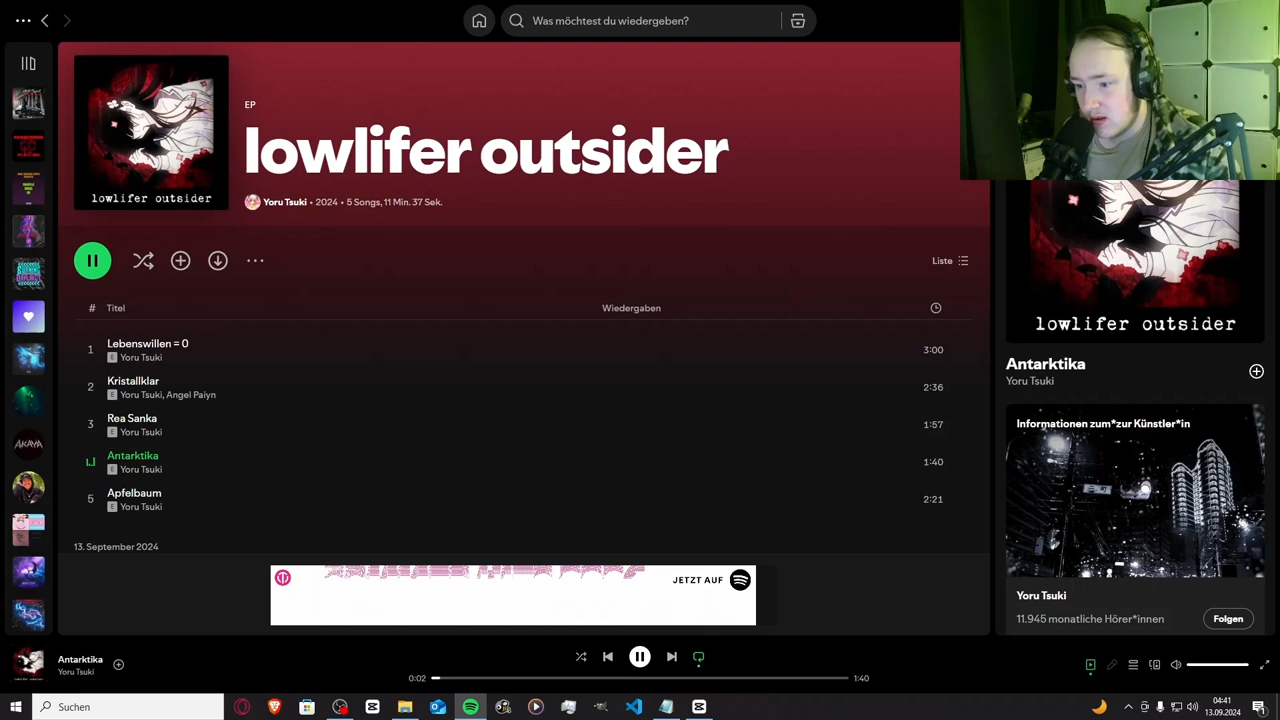 Was möchtest du wiedergeben?
EP
lowlifer outsider
Yoru Tsuki • 2024 • 5 Songs, 11 Min. 37 Sek.
lowlifer outsider
Liste
# Titel Wiedergaben
1 Lebenswillen = 0 3:00
E Yoru Tsuki
2 Kristallklar 2:36
E Yoru Tsuki, Angel Paiyn
3 Rea Sanka 1:57
E Yoru Tsuki
Antarktika 1:40
E Yoru Tsuki
5 Apfelbaum 2:21
E Yoru Tsuki
13. September 2024
JETZT AUF
lowlifer outsider
Antarktika
Yoru Tsuki
Informationen zum*zur Künstler*in
Yoru Tsuki
11.945 monatliche Hörer*innen
Folgen
Antarktika
Yoru Tsuki
0:02 1:40
Suchen
04:41
13.09.2024